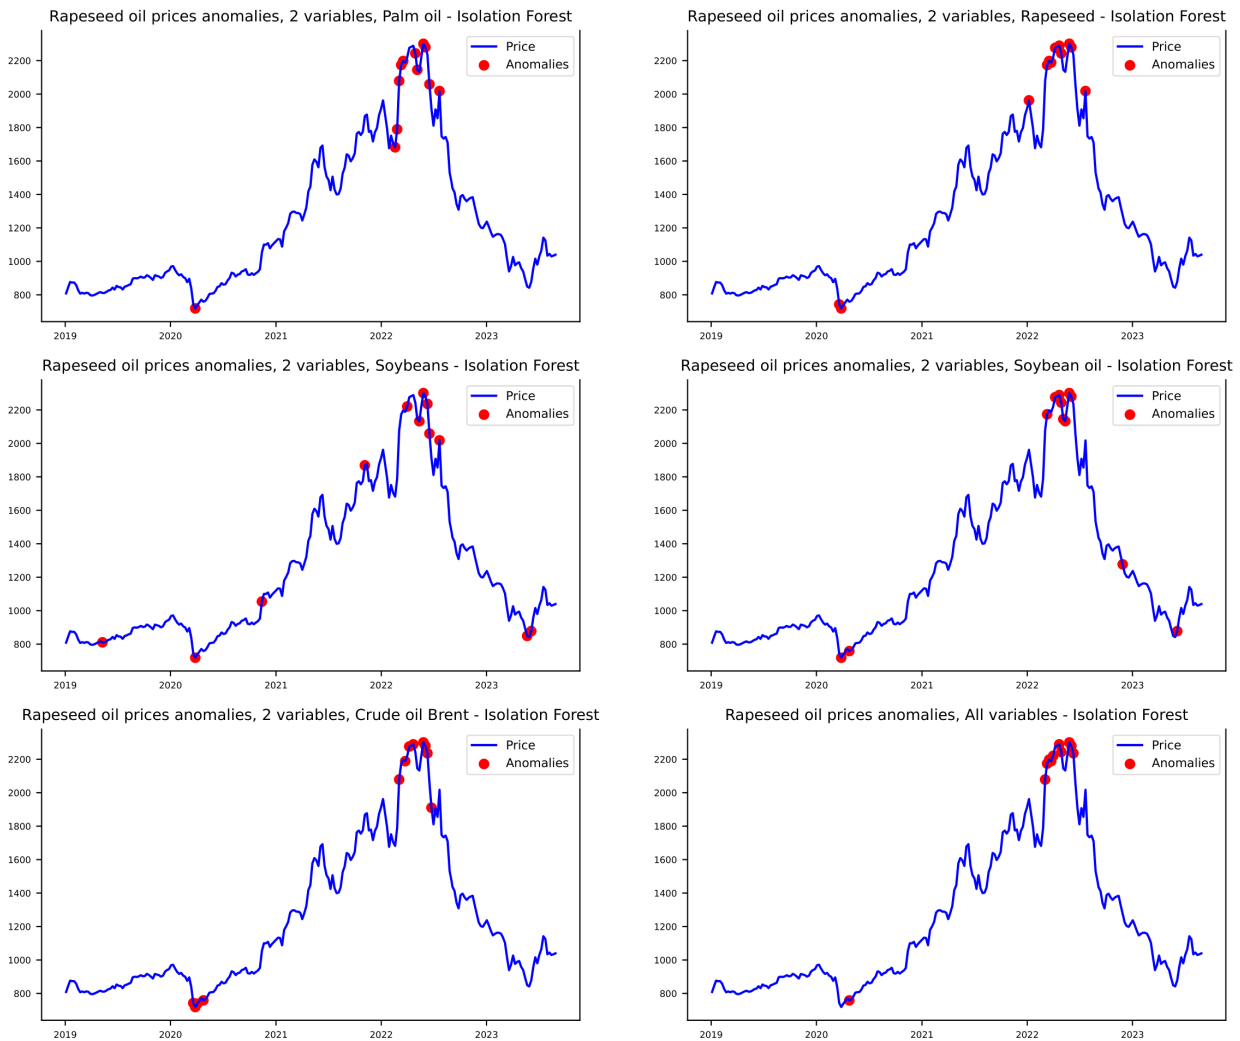 Rapeseed oil prices anomalies, 2 variables, Palm oil - Isolation Forest
Price
Anomalies
2200
2000
1800
1600
1400
1200
1000
800
2019 2020 2021 2022 2023
Rapeseed oil prices anomalies, 2 variables, Rapeseed - Isolation Forest
Price
Anomalies
2200
2000
1800
1600
1400
1200
1000
800
2019 2020 2021 2022 2023
Rapeseed oil prices anomalies, 2 variables, Soybeans - Isolation Forest
Price
Anomalies
2200
2000
1800
1600
1400
1200
1000
800
2019 2020 2021 2022 2023
Rapeseed oil prices anomalies, 2 variables, Soybean oil - Isolation Forest
Price
Anomalies
2200
2000
1800
1600
1400
1200
1000
800
2019 2020 2021 2022 2023
Rapeseed oil prices anomalies, 2 variables, Crude oil Brent - Isolation Forest
Price
Anomalies
2200
2000
1800
1600
1400
1200
1000
800
2019 2020 2021 2022 2023
Rapeseed oil prices anomalies, All variables - Isolation Forest
Price
Anomalies
2200
2000
1800
1600
1400
1200
1000
800
2019 2020 2021 2022 2023